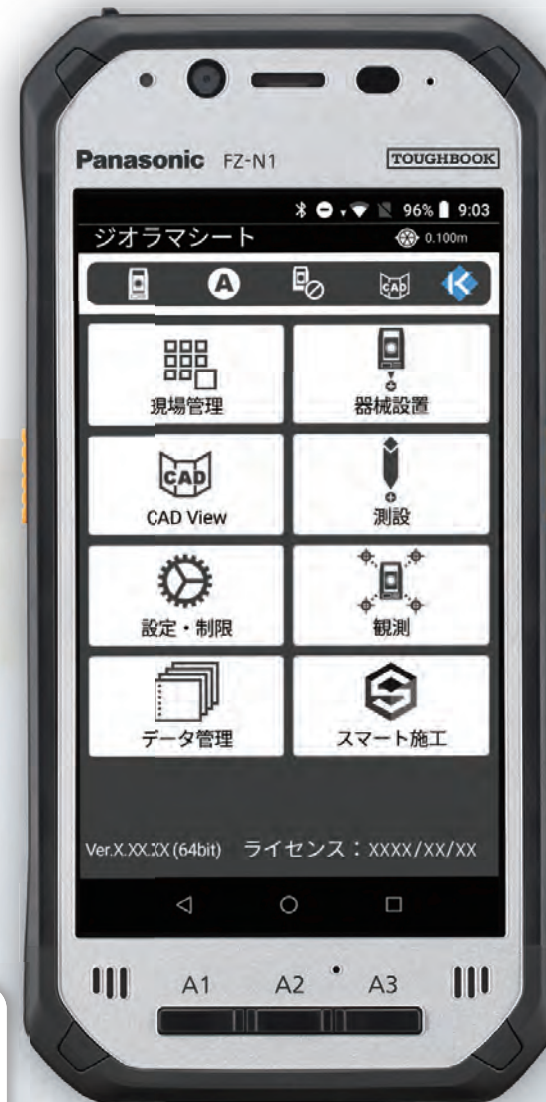 Panasonic FZ-N1 TOUGHBOOK
96% 9:03
ジオラマシート 0.100m
A CAD
現場管理 器械設置
CAD
CAD View 測設
設定・制限 観測
データ管理 スマート施工
Ver.X.XX.XX (64bit) ライセンス：XXXX/XX/XX
A1 A2 A3